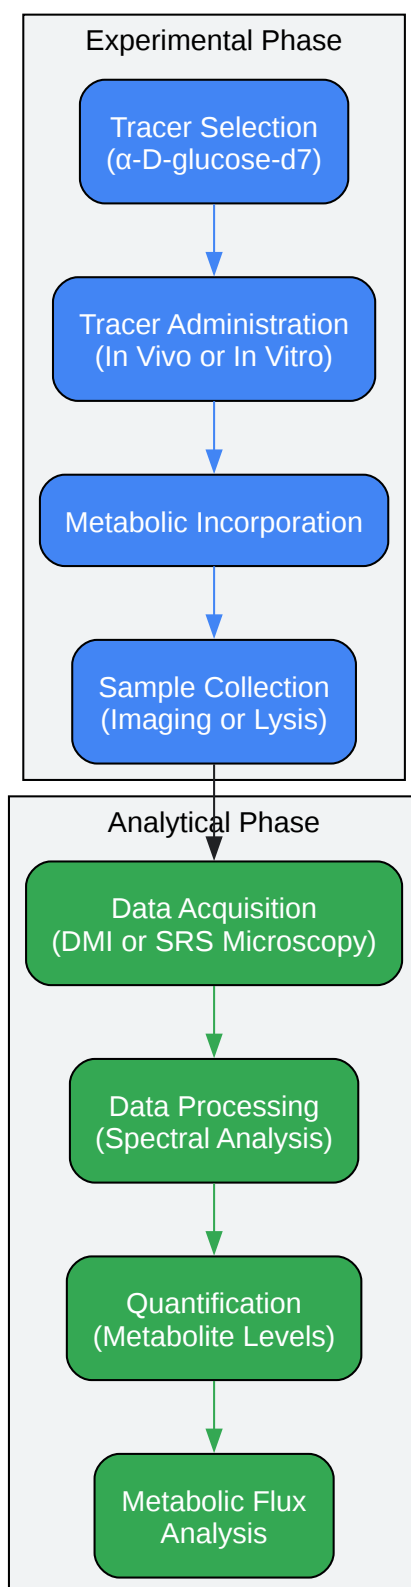 Experimental Phase
Tracer Selection
(α-D-glucose-d7)
Tracer Administration
(In Vivo or In Vitro)
Metabolic Incorporation
Sample Collection
(Imaging or Lysis)
Analytical Phase
Data Acquisition
(DMI or SRS Microscopy)
Data Processing
(Spectral Analysis)
Quantification
(Metabolite Levels)
Metabolic Flux
Analysis